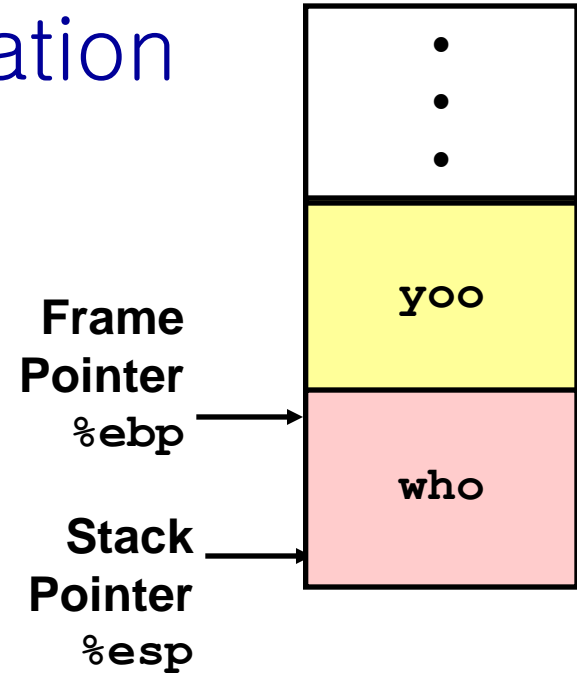 ation
•
•
•
yoo
Frame
Pointer
%ebp
who
Stack
Pointer
%esp